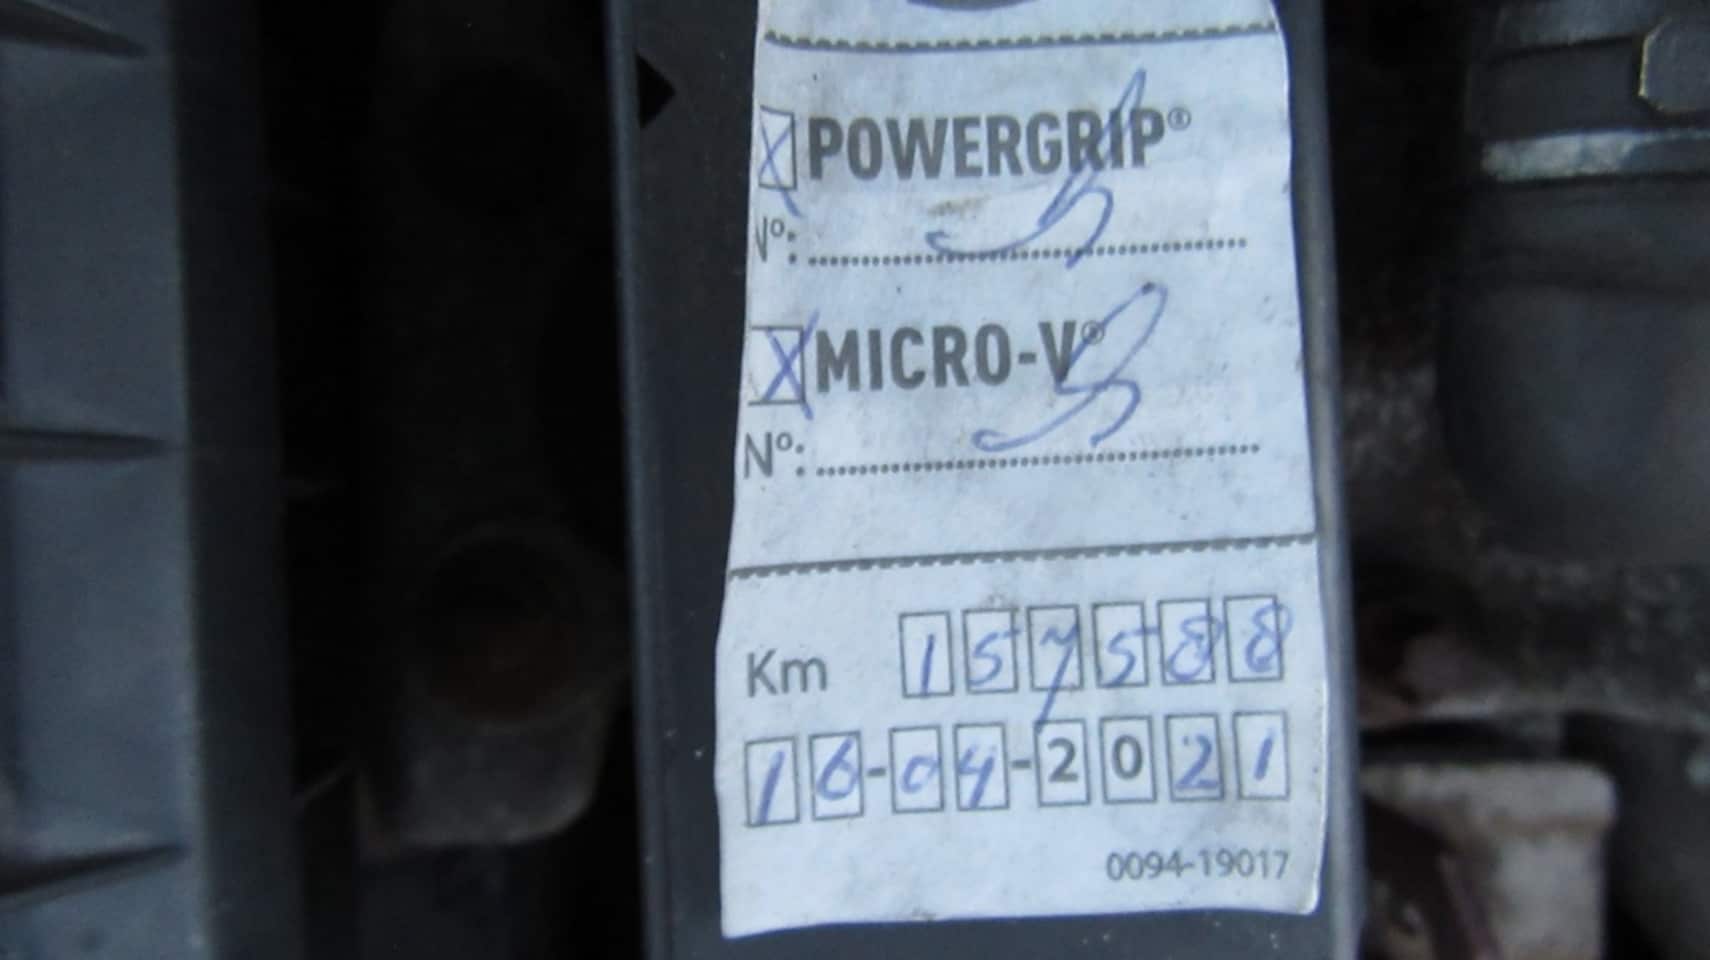 X POWERGRIP®
Nº:
X MICRO-V®
Nº:
Km 157588
16-04-2021
0094-19017